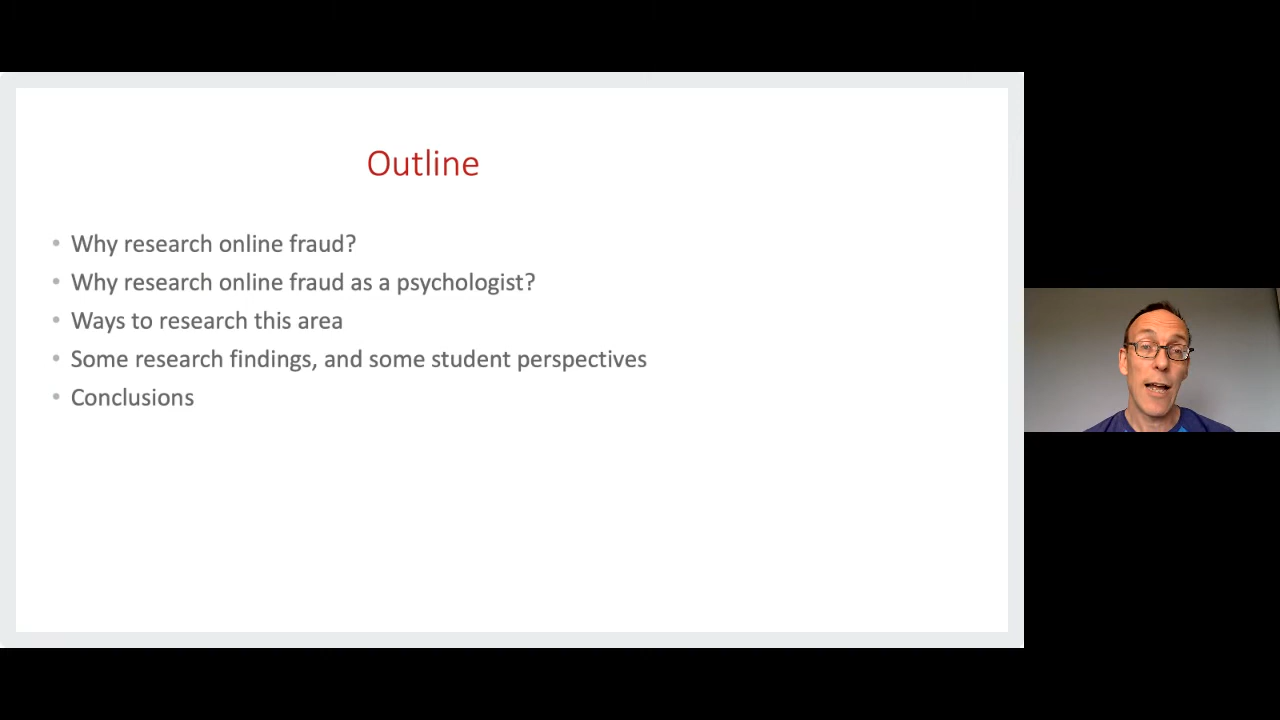 Outline
• Why research online fraud?
• Why research online fraud as a psychologist?
• Ways to research this area
• Some research findings, and some student perspectives
• Conclusions